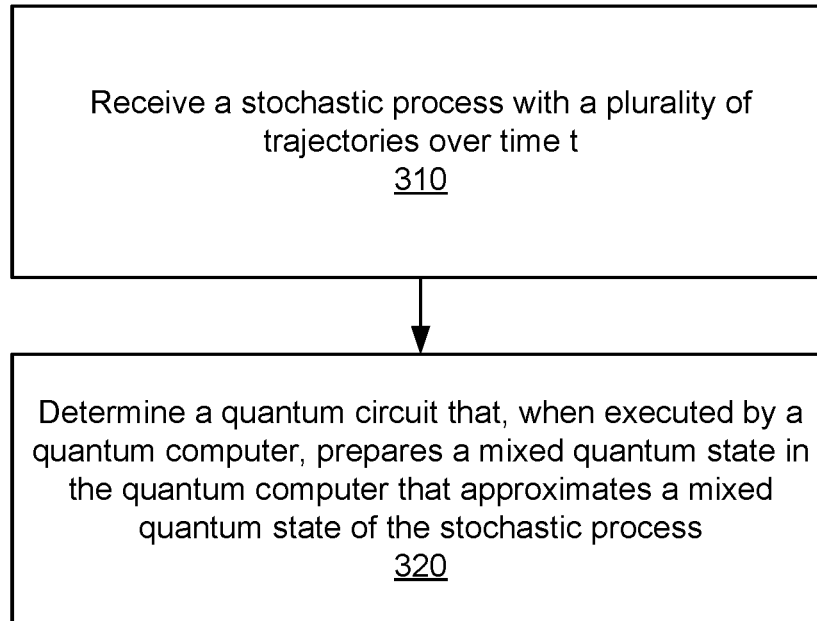 Receive a stochastic process with a plurality of
trajectories over time t
310
Determine a quantum circuit that, when executed by a
quantum computer, prepares a mixed quantum state in
the quantum computer that approximates a mixed
quantum state of the stochastic process
320